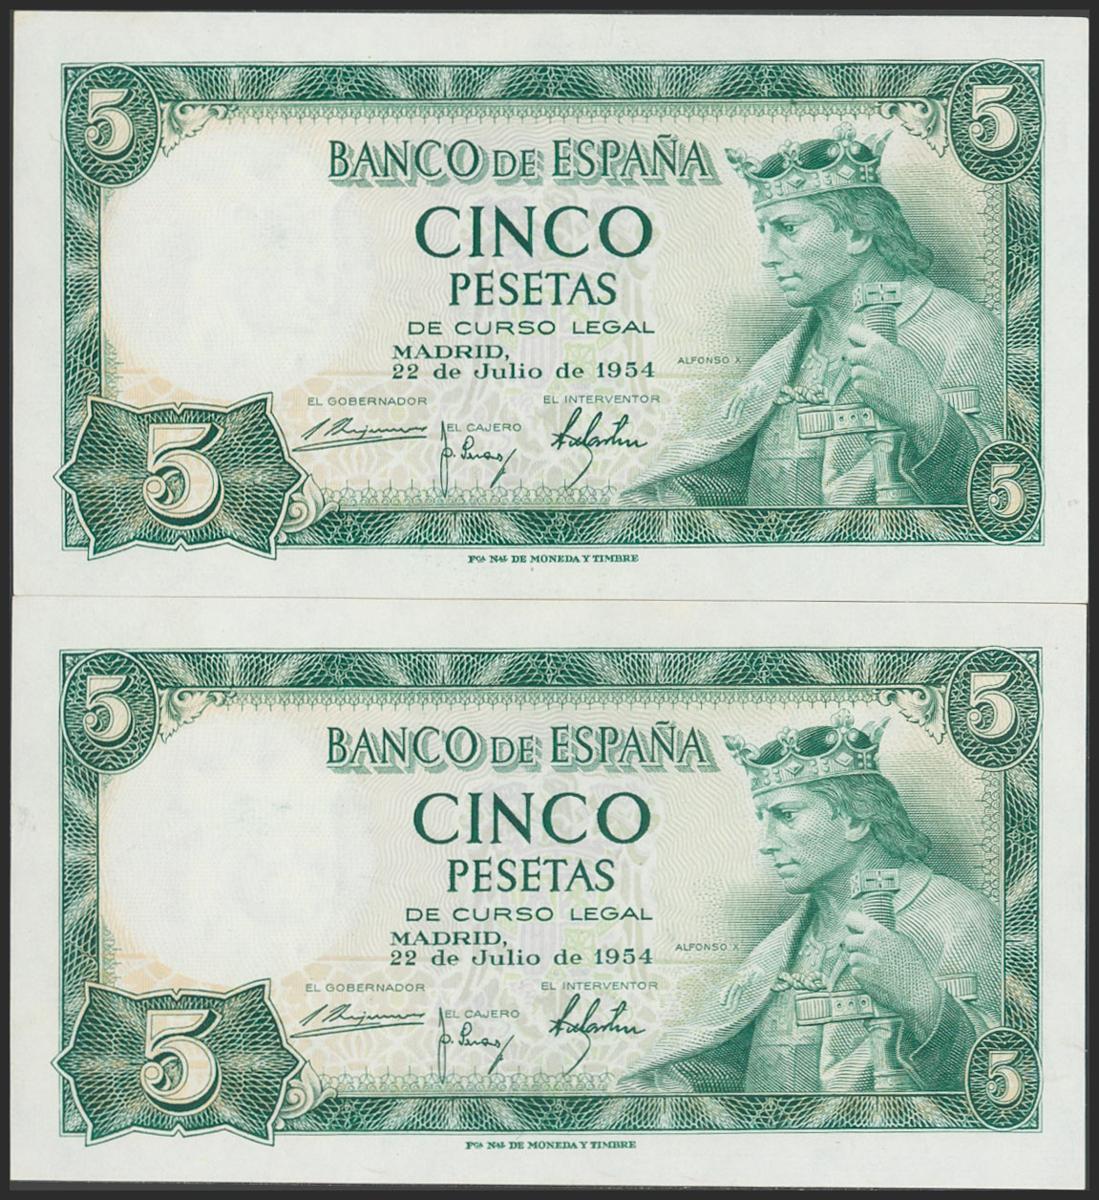 5 5
BANCO DE ESPAÑA
CINCO
PESETAS
DE CURSO LEGAL
MADRID,
22 de Julio de 1954
ALFONSO X
EL GOBERNADOR EL INTERVENTOR
EL CAJERO
5 5
Fca Nal DE MONEDA Y TIMBRE
5 5
BANCO DE ESPAÑA
CINCO
PESETAS
DE CURSO LEGAL
MADRID,
22 de Julio de 1954
ALFONSO X
EL GOBERNADOR EL INTERVENTOR
EL CAJERO
5 5
Fca Nal DE MONEDA Y TIMBRE